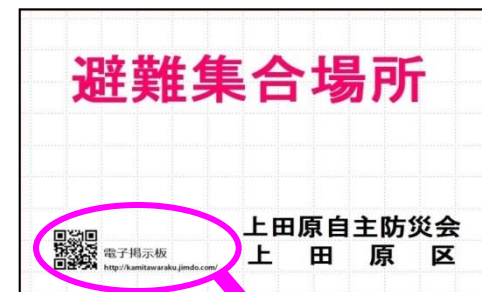 避難集合場所
上田原自主防災会
上田原区
電子掲示板
http://kamitawaraku.jimdo.com/